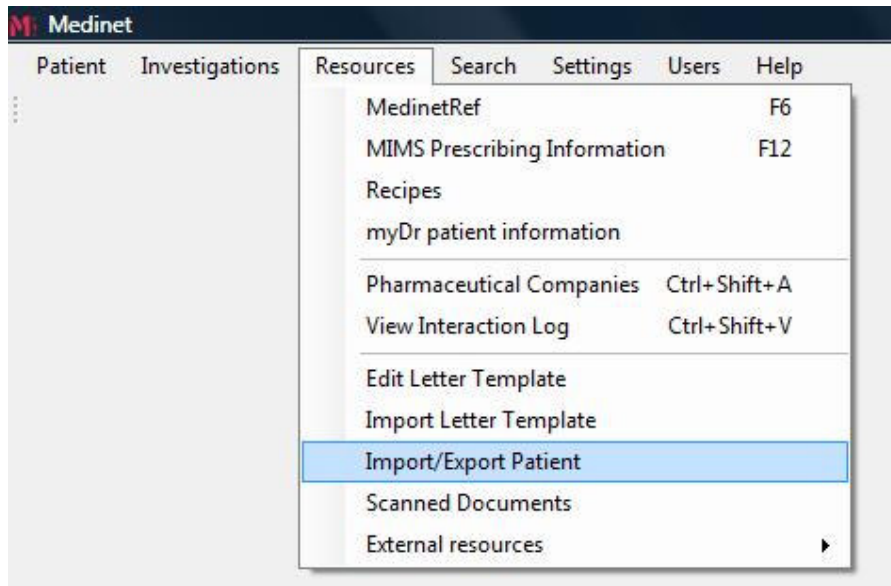 Medinet
Patient Investigations Resources Search Settings Users Help
MedinetRef F6
MIMS Prescribing Information F12
Recipes
myDr patient information
Pharmaceutical Companies Ctrl+Shift+A
View Interaction Log Ctrl+Shift+V
Edit Letter Template
Import Letter Template
Import/Export Patient
Scanned Documents
External resources